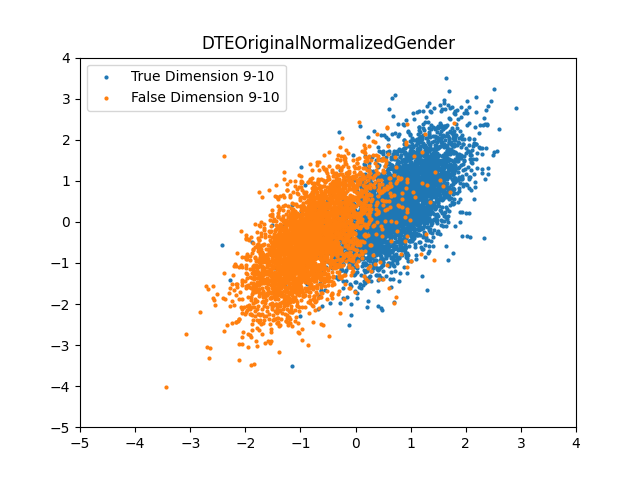 DTEOriginalNormalizedGender
True Dimension 9-10
False Dimension 9-10
4
3
2
1
0
−1
−2
−3
−4
−5
−5 −4 −3 −2 −1 0 1 2 3 4